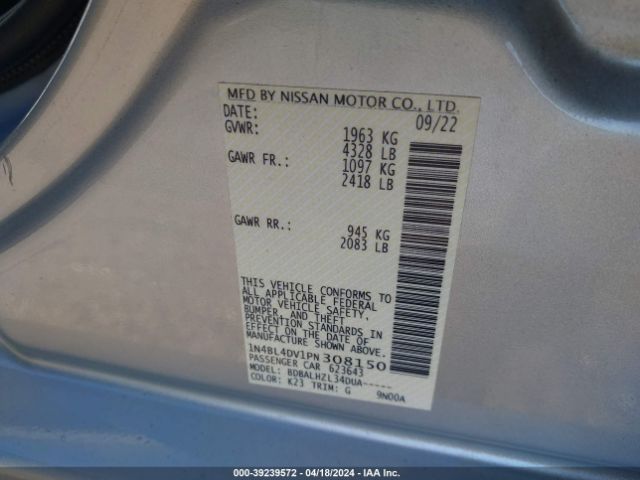 MFD BY NISSAN MOTOR CO., LTD.
DATE: 09/22
GVWR: 1963 KG
4328 LB
GAWR FR.: 1097 KG
2418 LB
GAWR RR.: 945 KG
2083 LB
THIS VEHICLE CONFORMS TO
ALL APPLICABLE FEDERAL
MOTOR VEHICLE SAFETY,
BUMPER, AND THEFT
PREVENTION STANDARDS IN
EFFECT ON THE DATE OF
MANUFACTURE SHOWN ABOVE.
1N4BL4DV1PN308150
PASSENGER CAR 623643
MODEL: BDBALHZL34DUA-----
COLOR: K23 TRIM: G 9N00A
000-39239572 / 04/18/2024 - IAA Inc.